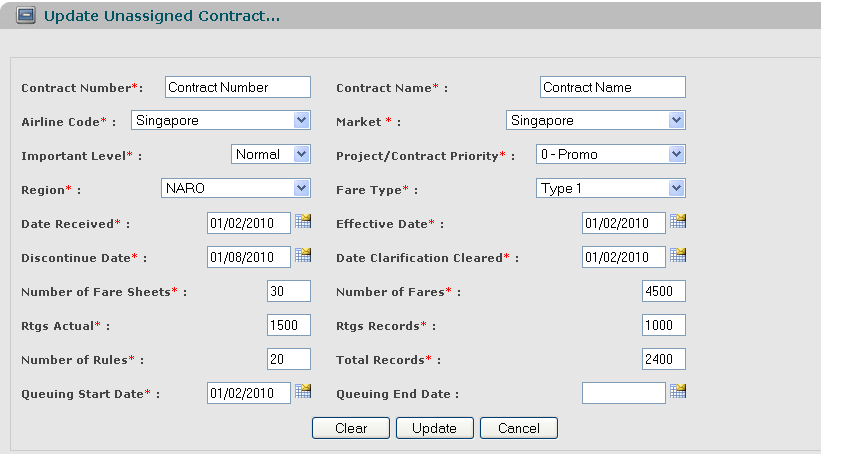 Update Unassigned Contract...
Contract Number*: Contract Number Contract Name* : Contract Name
Airline Code* : Singapore Market * : Singapore
Important Level* : Normal Project/Contract Priority* : 0 - Promo
Region* : NARO Fare Type* : Type 1
Date Received* : 01/02/2010 Effective Date* : 01/02/2010
Discontinue Date* : 01/08/2010 Date Clarification Cleared* : 01/02/2010
Number of Fare Sheets* : 30 Number of Fares* : 4500
Rtgs Actual* : 1500 Rtgs Records* : 1000
Number of Rules* : 20 Total Records* : 2400
Queuing Start Date* : 01/02/2010 Queuing End Date :
Clear Update Cancel